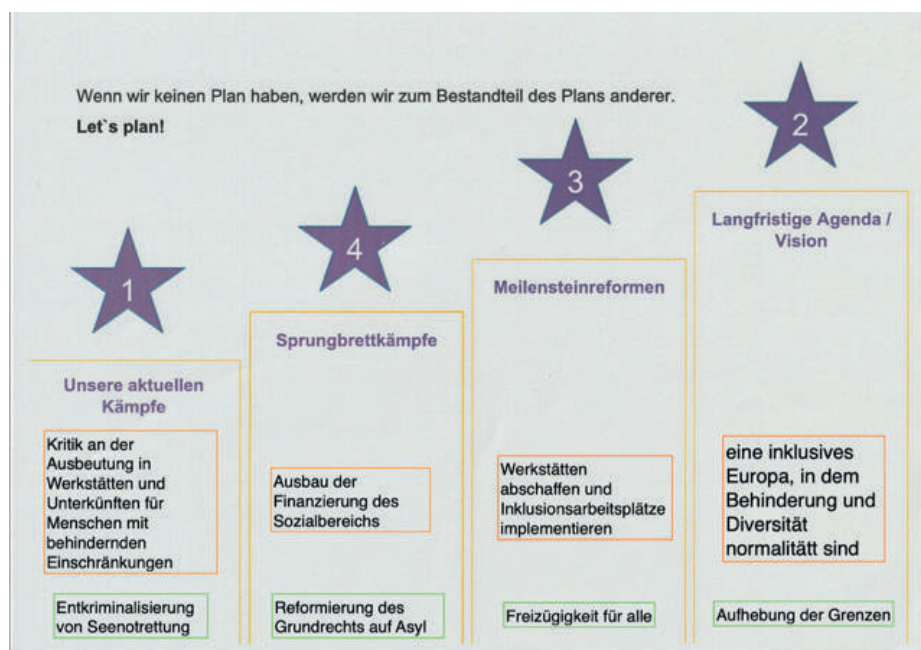 Wenn wir keinen Plan haben, werden wir zum Bestandteil des Plans anderer.
Let`s plan!
1
Unsere aktuellen
Kämpfe
Kritik an der
Ausbeutung in
Werkstätten und
Unterkünften für
Menschen mit
behindernden
Einschränkungen
Entkriminalisierung
von Seenotrettung
4
Sprungbrettkämpfe
Ausbau der
Finanzierung des
Sozialbereichs
Reformierung des
Grundrechts auf Asyl
3
Meilensteinreformen
Werkstätten
abschaffen und
Inklusionsarbeitsplätze
implementieren
Freizügigkeit für alle
2
Langfristige Agenda /
Vision
eine inklusives
Europa, in dem
Behinderung und
Diversität
normalitätt sind
Aufhebung der Grenzen